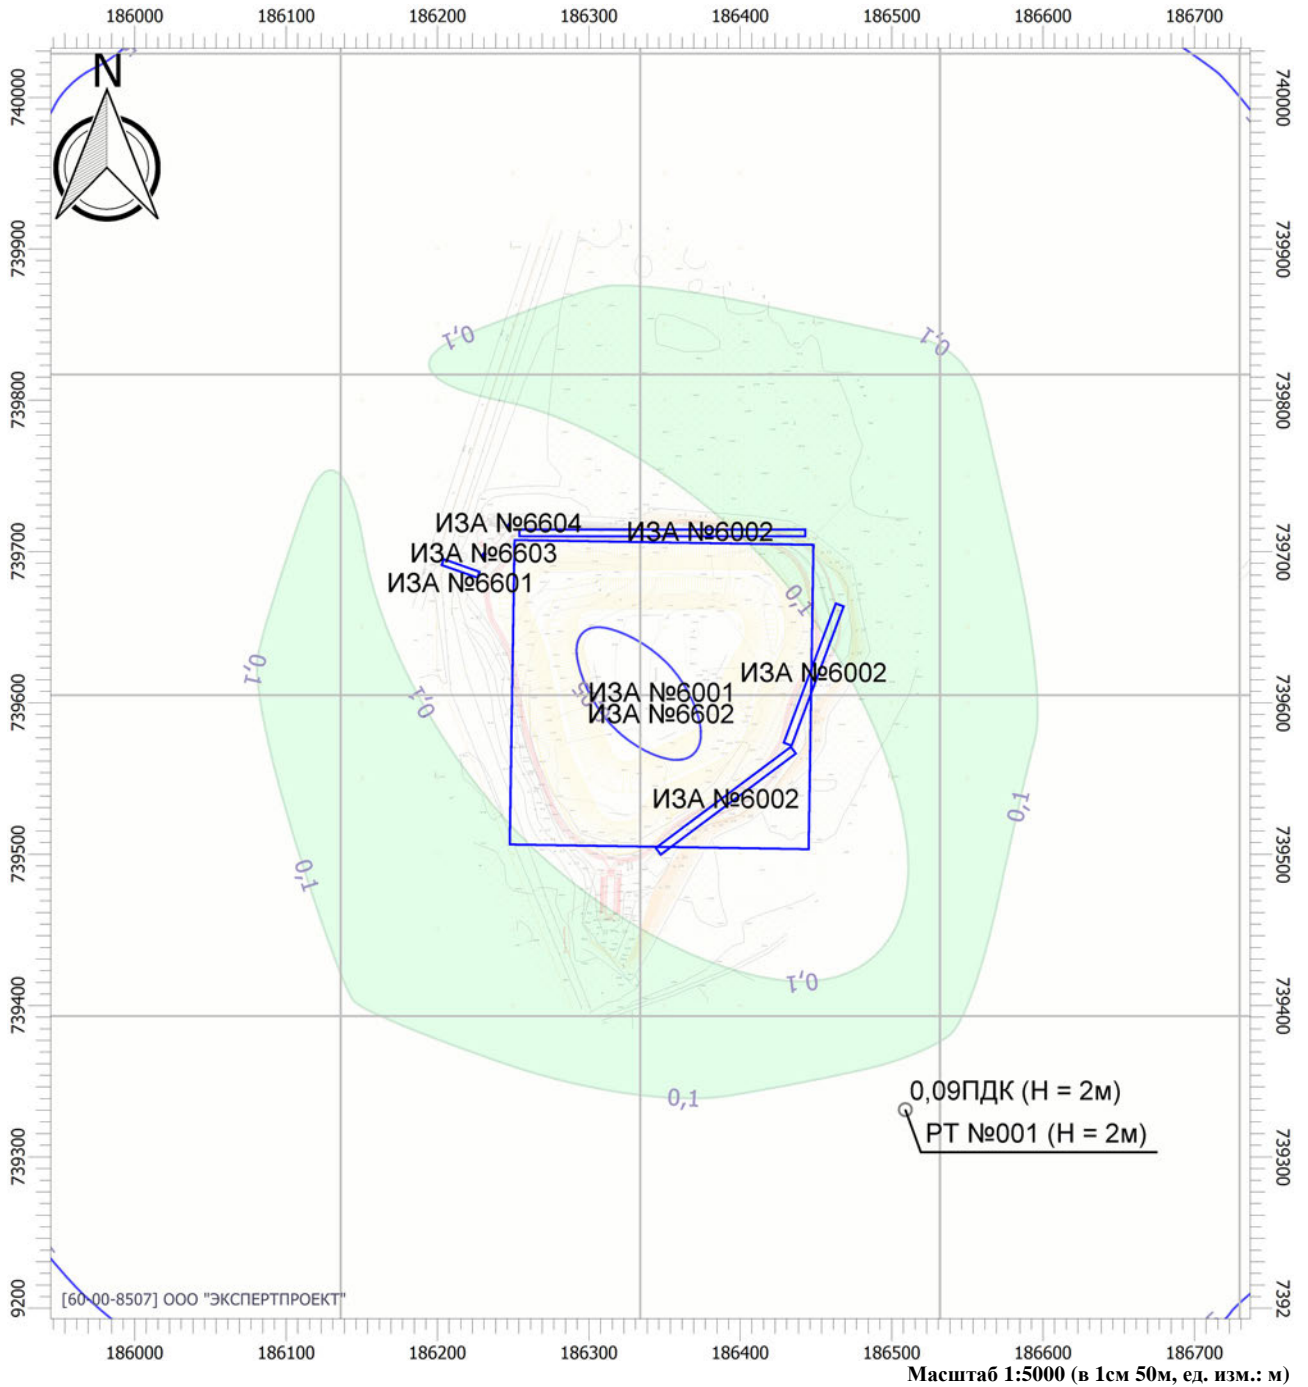 186000 186100 186200 186300 186400 186500 186600 186700
N
740000 740000
739900 739900
0,1 0,1
739800 739800
ИЗА №6604 ИЗА №6002
739700 739700
ИЗА №6603
ИЗА №6601
0,1
0,1 ИЗА №6002
ИЗА №6001
739600 0,1 739600
ИЗА №6602
ИЗА №6002 0,1
739500 739500
0,1
0,1
739400 739400
0,1
0,09ПДК (H = 2м)
РТ №001 (H = 2м)
739300 739300
[60-00-8507] ООО "ЭКСПЕРТПРОЕКТ"
9200 7392
186000 186100 186200 186300 186400 186500 186600 186700
Масштаб 1:5000 (в 1см 50м, ед. изм.: м)